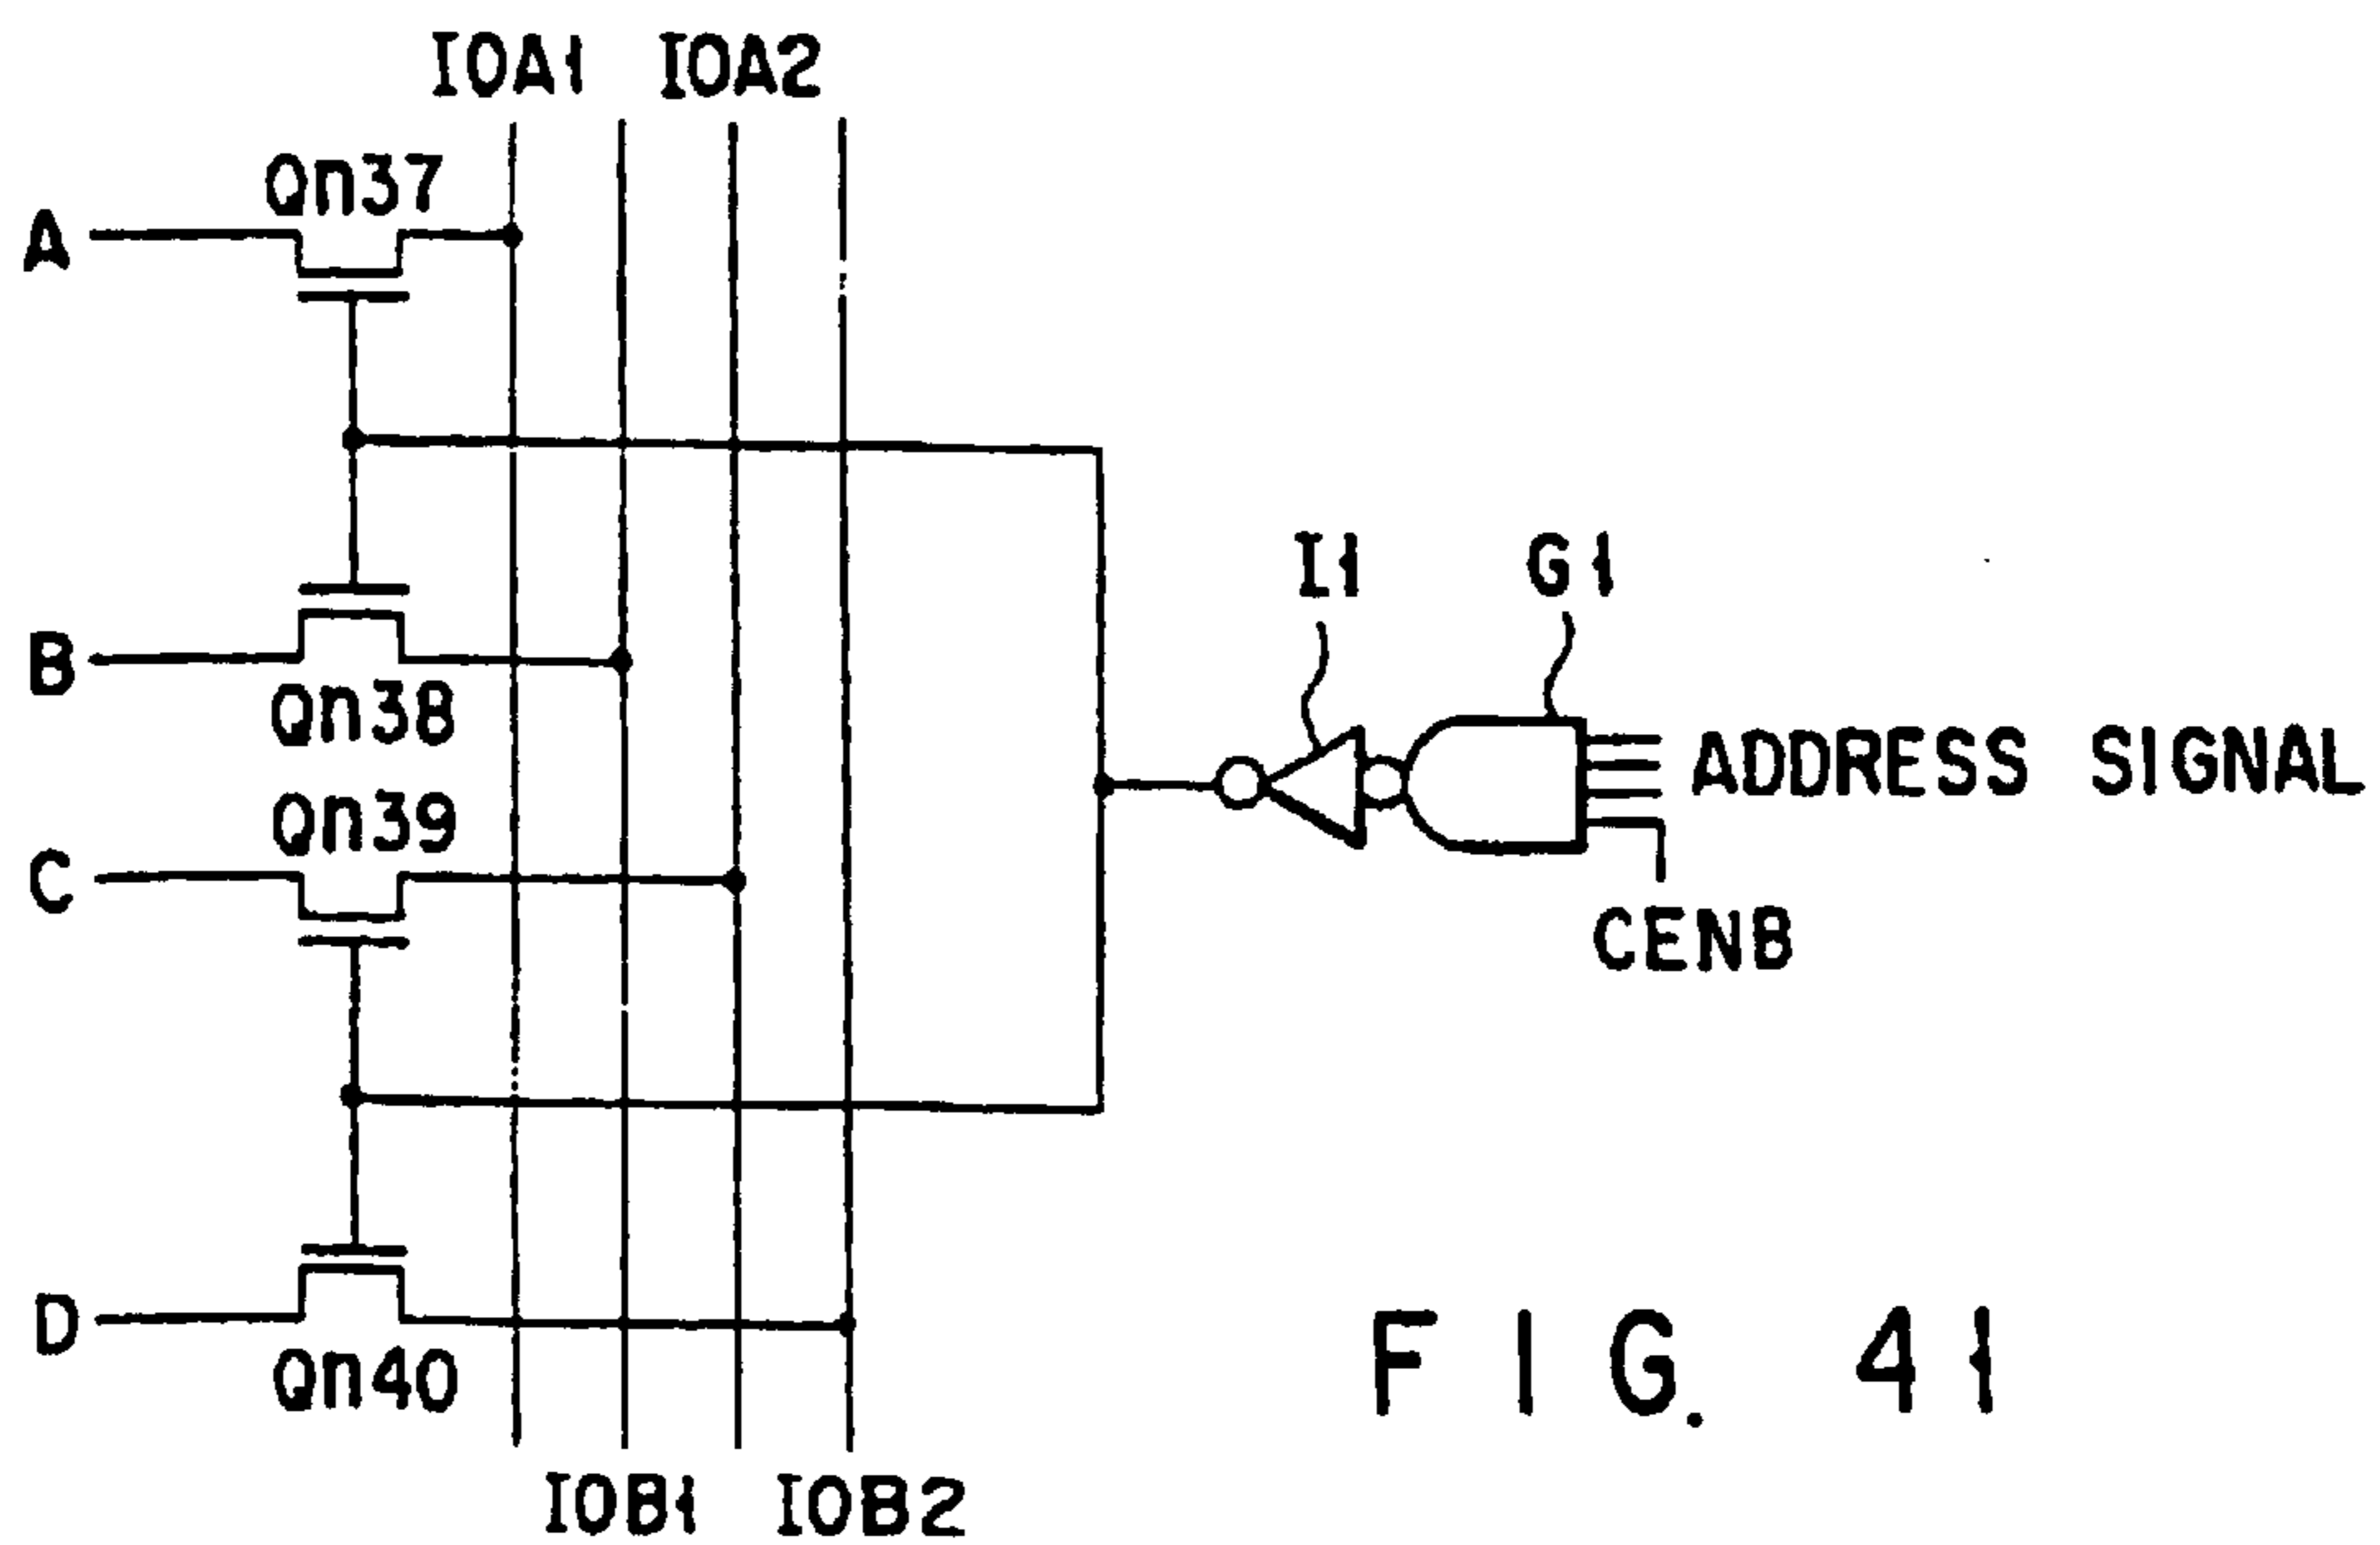 IOA1 IOA2
Qn37
A
I1 G1
B
Qn38
ADDRESS SIGNAL
Qn39
C
CENB
D
Qn40
FIG. 41
IOB1 IOB2